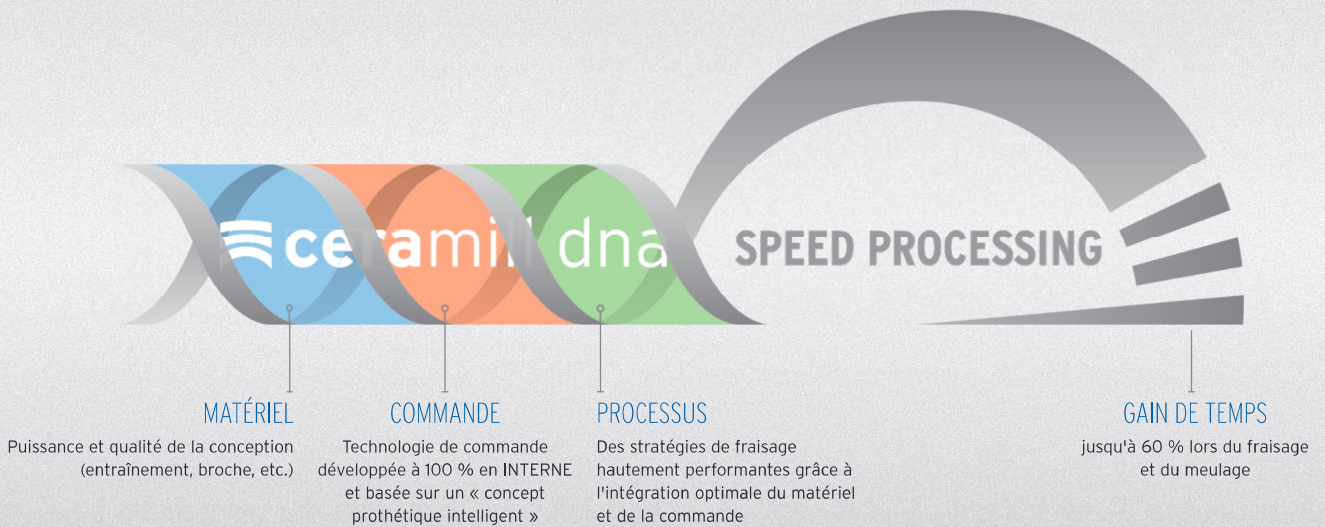 ceramill dna
SPEED PROCESSING
MATÉRIEL
Puissance et qualité de la conception
(entraînement, broche, etc.)
COMMANDE
Technologie de commande
développée à 100 % en INTERNE
et basée sur un « concept
prothétique intelligent »
PROCESSUS
Des stratégies de fraisage
hautement performantes grâce à
l'intégration optimale du matériel
et de la commande
GAIN DE TEMPS
jusqu'à 60 % lors du fraisage
et du meulage